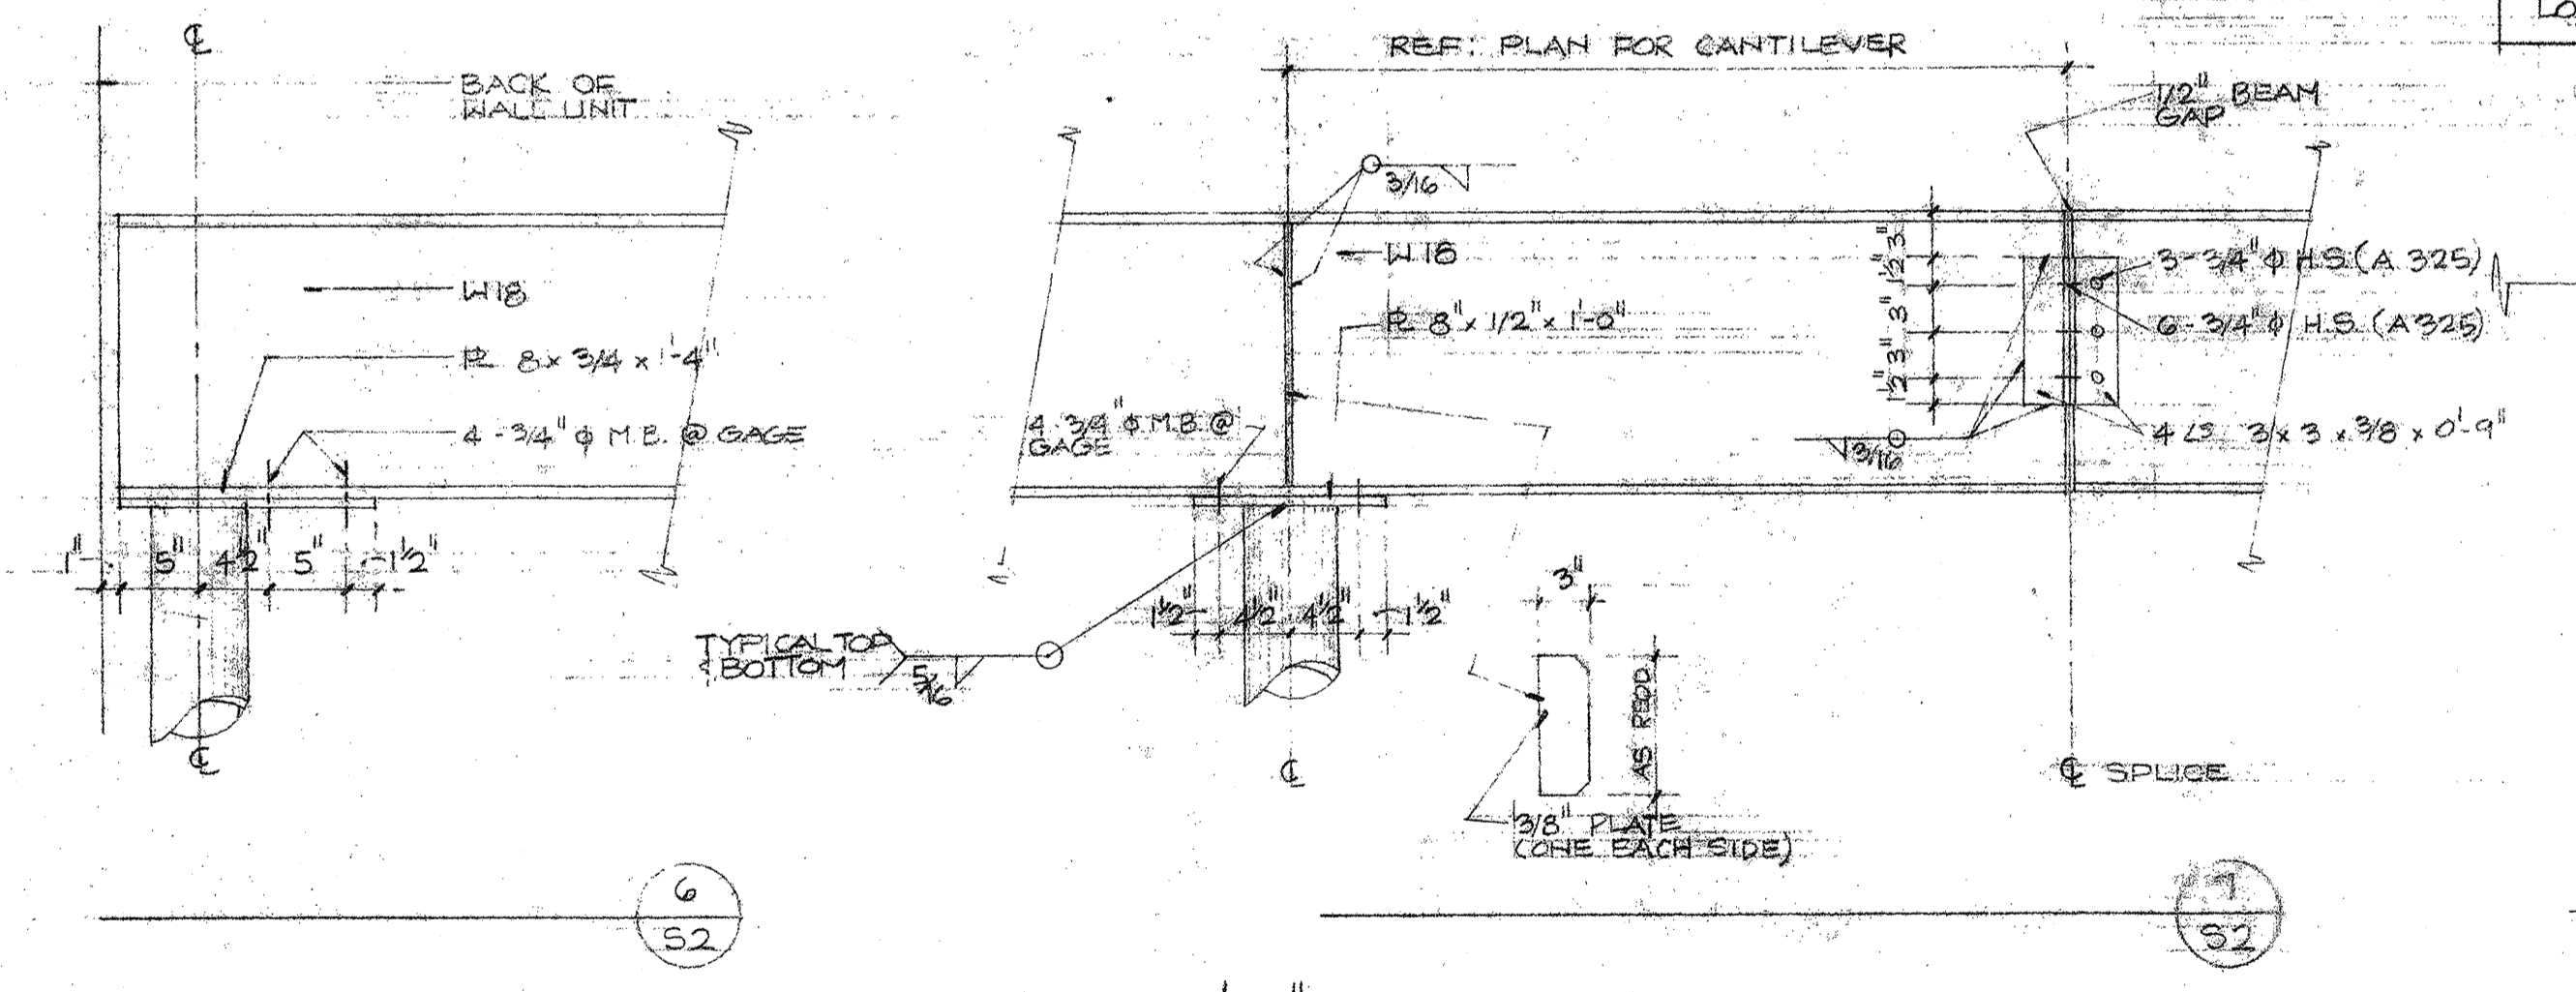 ℄
BACK OF
WALL UNIT
W18
℄ 8 x 3/4 x 1'-4"
4 - 3/4" φ M.B. @ GAGE
1" 5" 4 1/2" 5" 1 1/2"
℄
6
S2
REF: PLAN FOR CANTILEVER
1/2" BEAM
GAP
3/16
W18
PL 8" x 1/2" x 1'-0"
4 - 3/4" φ M.B. @
GAGE
3"
1 1/2"
3"
3"
1 1/2"
3 - 3/4" φ H.S. (A 325)
6 - 3/4" φ H.S. (A 325)
4 ∠S 3 x 3 x 3/8 x 0'-9"
3/16
1 1/2" 4 1/2" 4 1/2" 1 1/2"
TYPICAL TOP
& BOTTOM
5/16
3"
AS REQD
3/8" PLATE
(ONE EACH SIDE)
℄
℄ SPLICE
7
S2